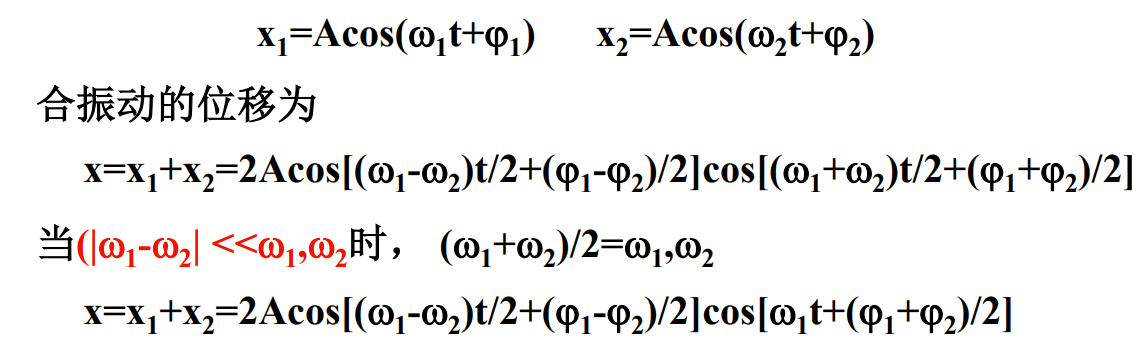 x₁=Acos(ω₁t+φ₁) x₂=Acos(ω₂t+φ₂)
合振动的位移为
x=x₁+x₂=2Acos[(ω₁-ω₂)t/2+(φ₁-φ₂)/2]cos[(ω₁+ω₂)t/2+(φ₁+φ₂)/2]
当(|ω₁-ω₂| <<ω₁,ω₂时， (ω₁+ω₂)/2=ω₁,ω₂
x=x₁+x₂=2Acos[(ω₁-ω₂)t/2+(φ₁-φ₂)/2]cos[ω₁t+(φ₁+φ₂)/2]